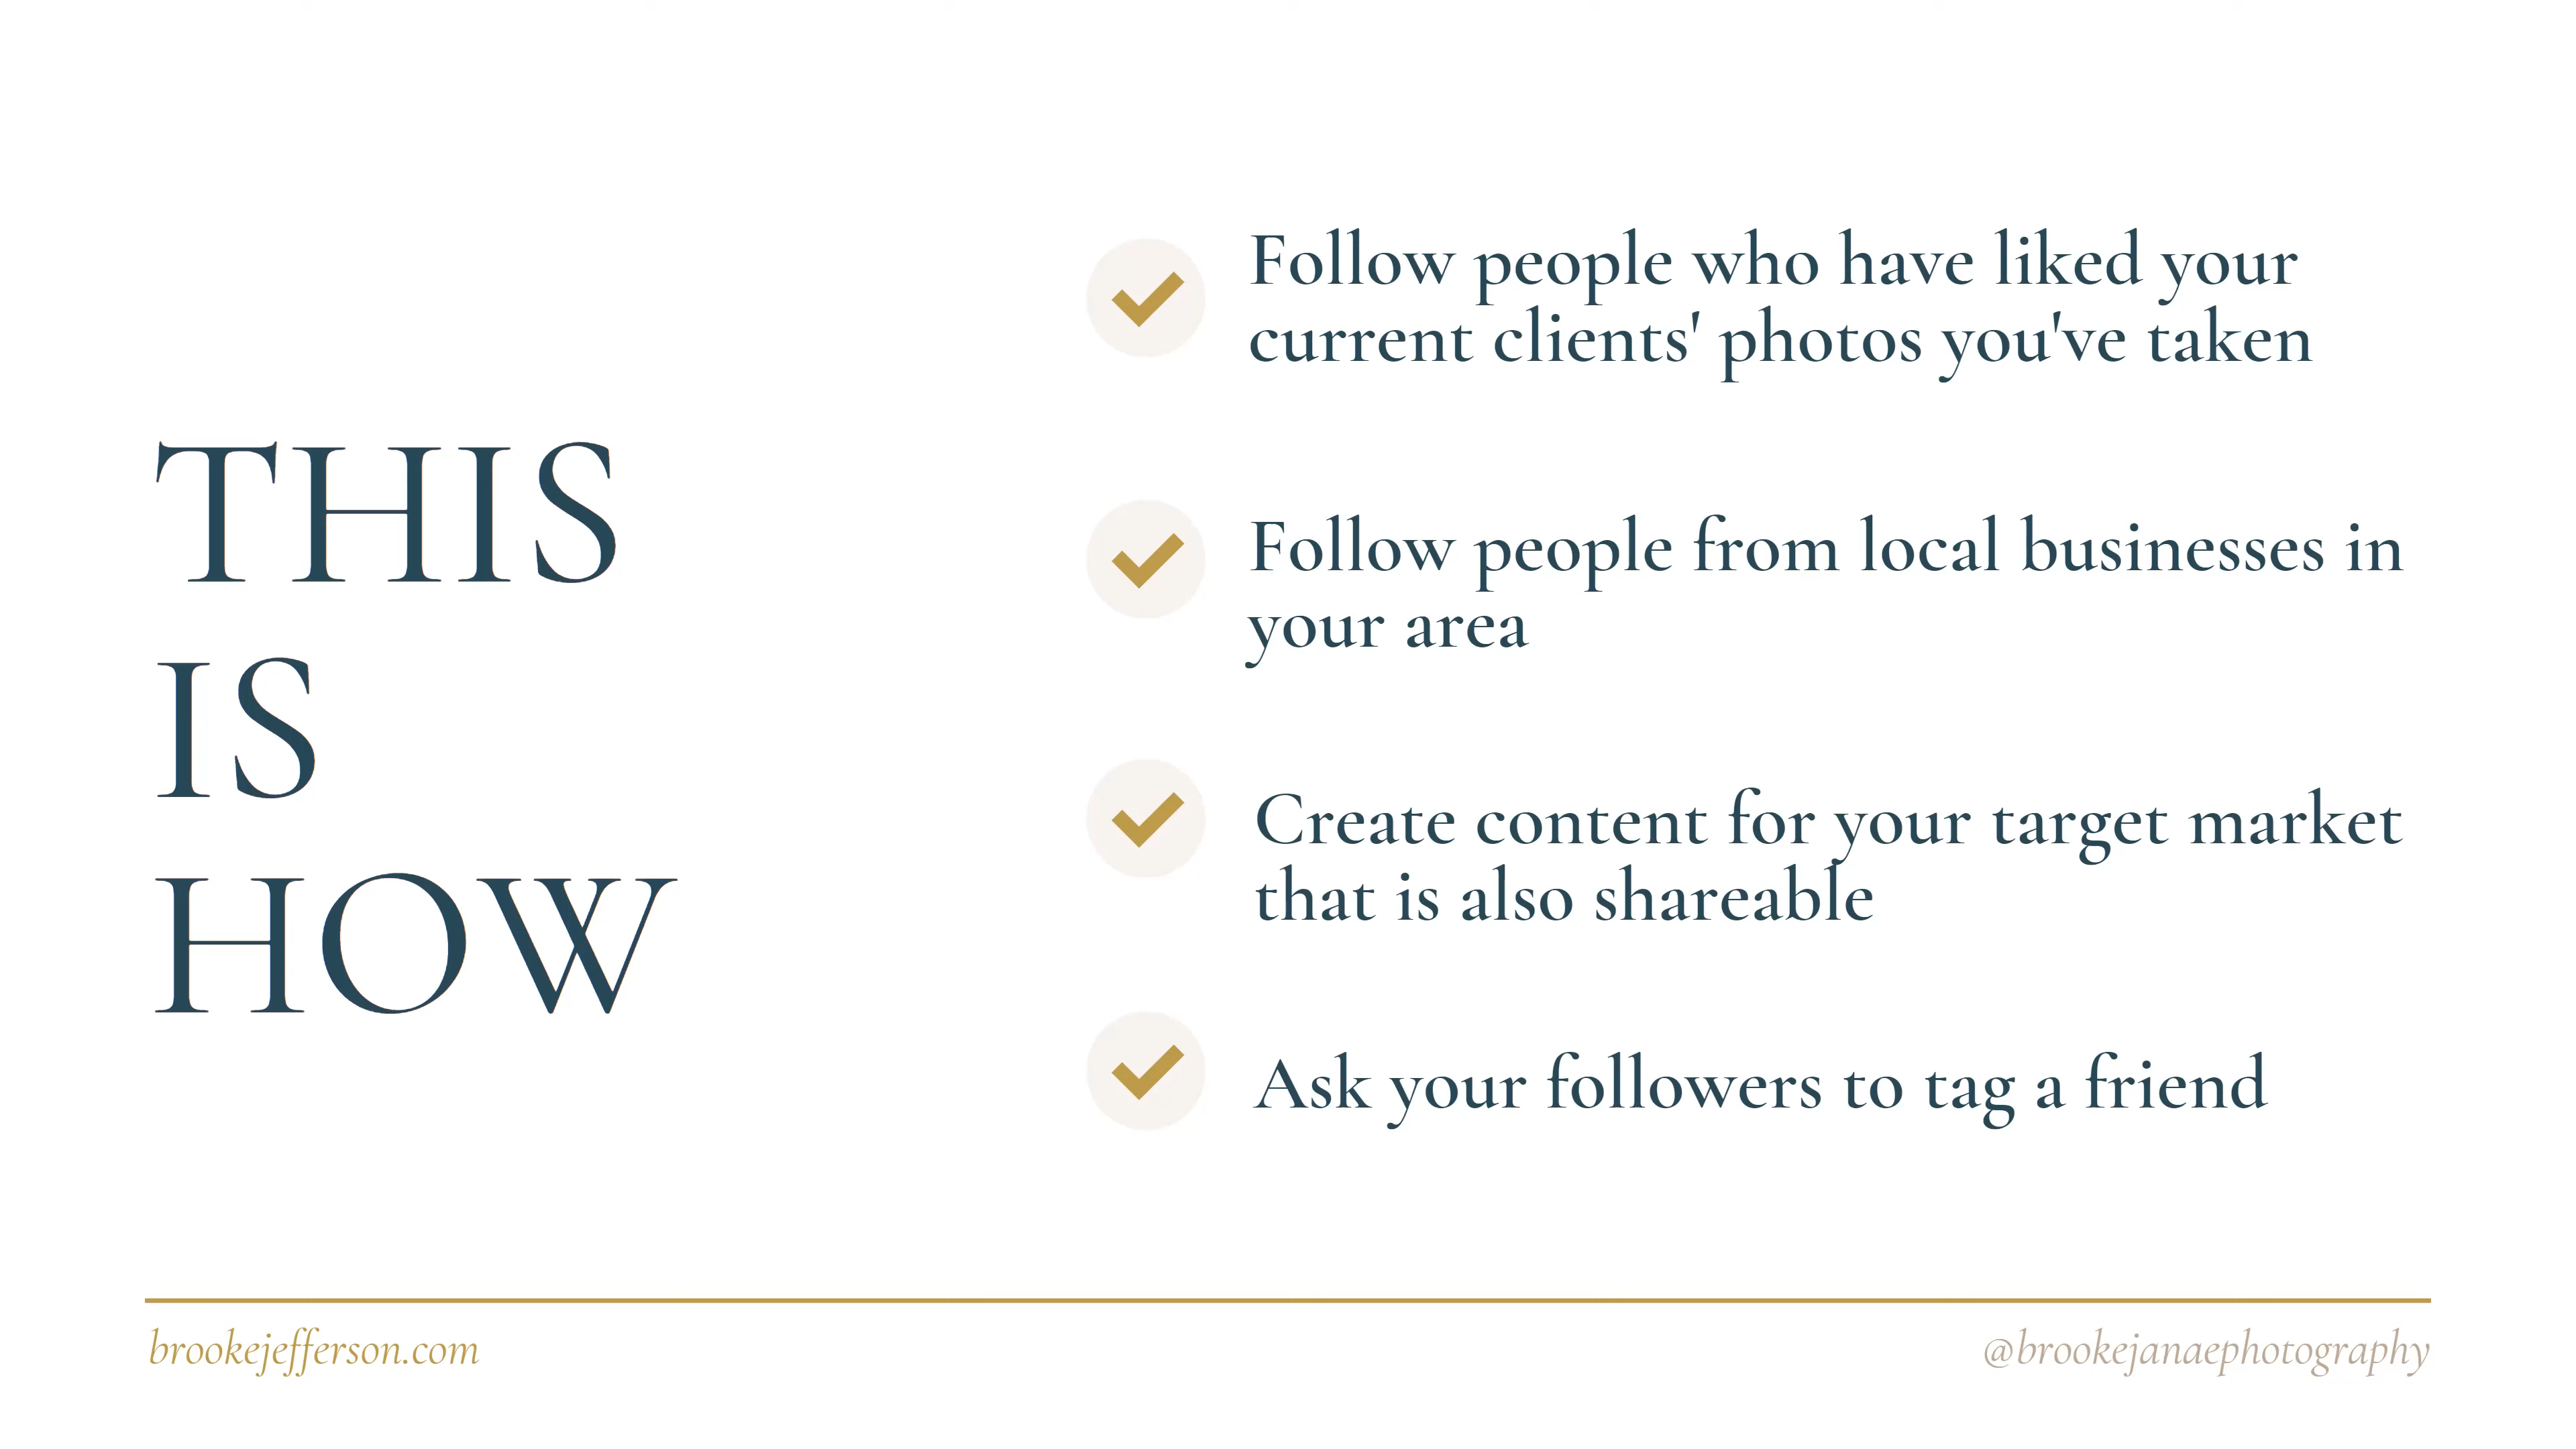 THIS
IS
HOW
Follow people who have liked your
current clients' photos you've taken
Follow people from local businesses in
your area
Create content for your target market
that is also shareable
Ask your followers to tag a friend
brookejefferson.com
@brookejanaephotography